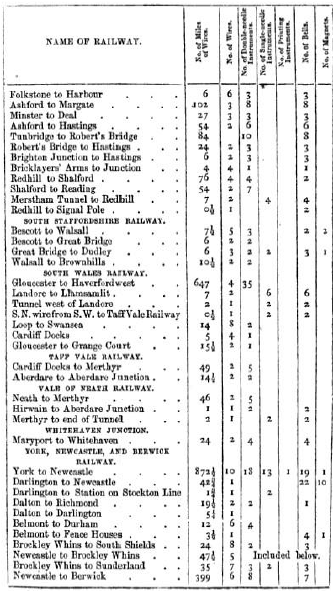 NAME OF RAILWAY. No. of Miles of Wires. No. of Wires. No. of Double-needle Instruments. No. of Single-needle Instruments. No. of Printing Instruments. No. of Bells. No. of Magnets.
Folkstone to Harbour . . . 6 6 3 3
Ashford to Margate . . . . 102 3 8 8
Minster to Deal . . . . 27 3 3 3
Ashford to Hastings . . . . 54 2 6 6
Tunbridge to Robert's Bridge . . 84 10 8
Robert's Bridge to Hastings . . . 24 2 3 3
Brighton Junction to Hastings . . 6 2 3 3
Bricklayers' Arms to Junction . . 4 4 1 1
Redhill to Shalford . . . . 76 4 4 2
Shalford to Reading . . . . 54 2 7
Merstham Tunnel to Redhill . . 7 2 4 4
Redhill to Signal Pole . . . . 0½ 1 2
SOUTH STAFFORDSHIRE RAILWAY.
Bescott to Walsall . . . . 7½ 5 3 2 2
Bescott to Great Bridge . . . 6 2 2
Great Bridge to Dudley . . . 6 3 2 2 3 1
Walsall to Brownhills . . . . 10½ 2 2
SOUTH WALES RAILWAY.
Gloucester to Haverfordwest . . 647 4 35
Landore to Lhamsamlit . . . 7 2 6 6
Tunnel west of Landore . . . 2 1 2 2
S.N. wire from S.W. to Taff Vale Railway 0½ 1 2 2
Loop to Swansea . . . . 14 8 2
Cardiff Docks . . . . 5 4 1
Gloucester to Grange Court . . 15½ 2 1
TAFF VALE RAILWAY.
Cardiff Docks to Merthyr . . . 49 2 5
Aberdare to Aberdare Junction . . 14½ 2 2
VALE OF NEATH RAILWAY.
Neath to Merthyr . . . . 46 2 5
Hirwain to Aberdare Junction . . 1 1 2 2
Merthyr to end of Tunnel . . . 2 1 2 2
WHITEHAVEN JUNCTION.
Maryport to Whitehaven . . . 24 2 4 4
YORK, NEWCASTLE, AND BERWICK
RAILWAY.
York to Newcastle . . . . 872½ 10 18 13 1 19 1
Darlington to Newcastle . . . 1 22 10
Darlington to Station on Stockton Line 1 2
Dalton to Richmond . . . . 19½ 2 2 1
Dalton to Darlington . . . . 1
Belmont to Durham . . . . 12 6 4
Belmont to Fence Houses . . . 3½ 1 4 1
Brockley Whins to South Shields . . 24 8 2 3
Newcastle to Brockley Whins . . 47½ 5 Included below.
Brockley Whins to Sunderland . . 35 7 3 2 3
Newcastle to Berwick . . . . 399 6 8 7